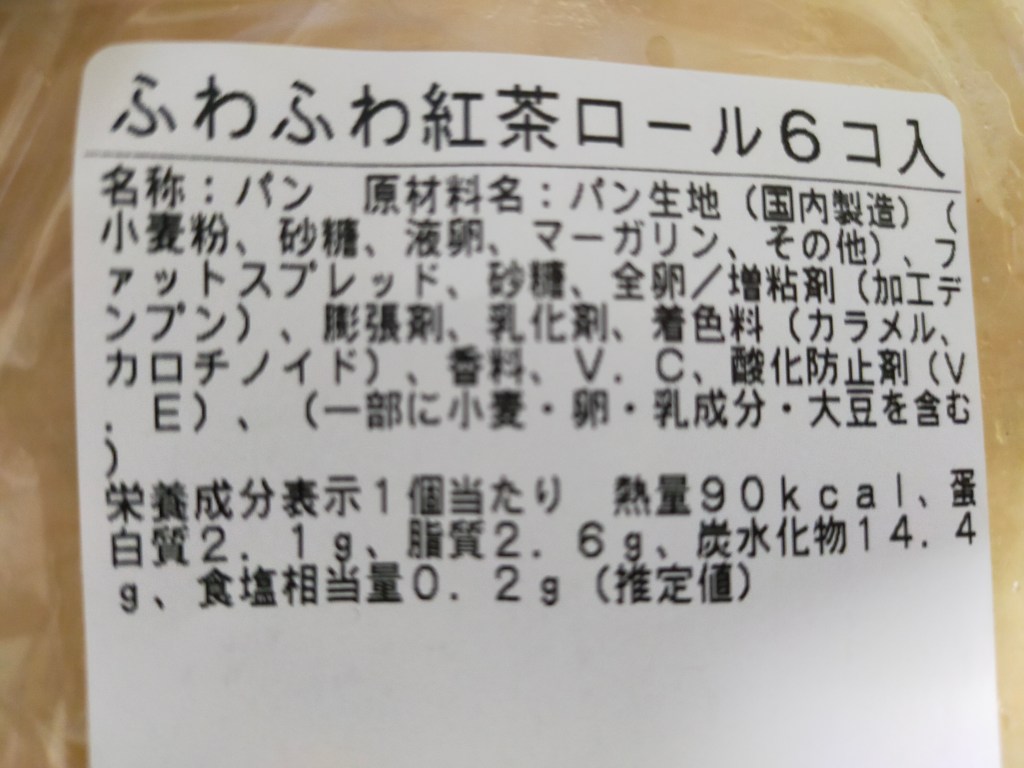 ふわふわ紅茶ロール6コ入
名称：パン　原材料名：パン生地（国内製造）（
小麦粉、砂糖、液卵、マーガリン、その他）、フ
ァットスプレッド、砂糖、全卵／増粘剤（加工デ
ンプン）、膨張剤、乳化剤、着色料（カラメル、
カロチノイド）、香料、V．C、酸化防止剤（V
．E）、（一部に小麦・卵・乳成分・大豆を含む
）
栄養成分表示1個当たり　熱量90kcal、蛋
白質2．1g、脂質2．6g、炭水化物14．4
g、食塩相当量0．2g（推定値）